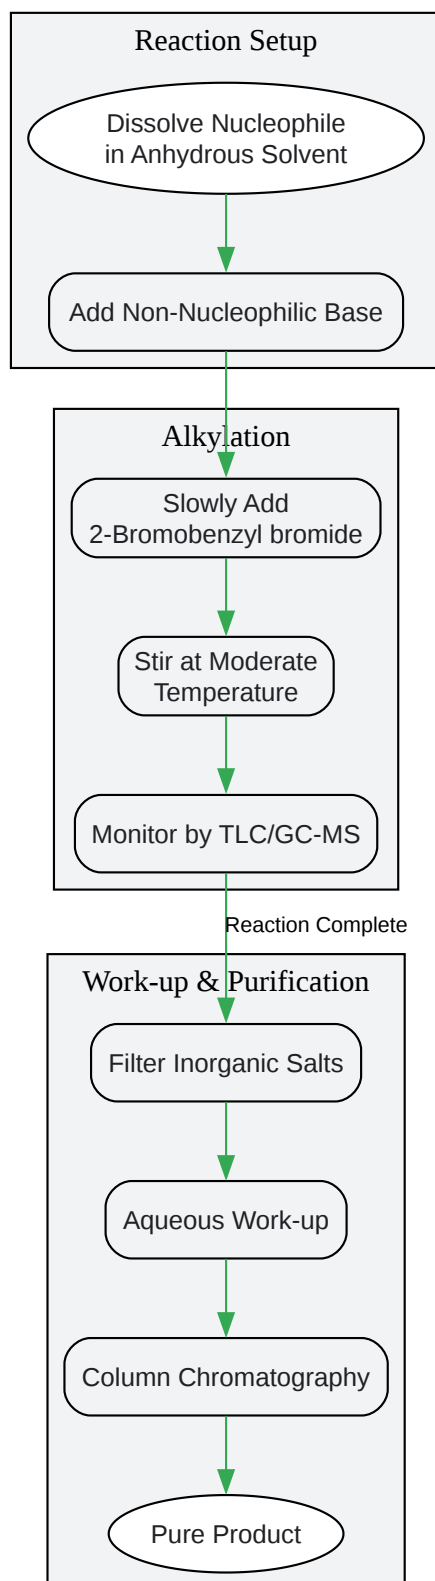 Reaction Setup
Dissolve Nucleophile
in Anhydrous Solvent
Add Non-Nucleophilic Base
Alkylation
Slowly Add
2-Bromobenzyl bromide
Stir at Moderate
Temperature
Monitor by TLC/GC-MS
Reaction Complete
Work-up & Purification
Filter Inorganic Salts
Aqueous Work-up
Column Chromatography
Pure Product